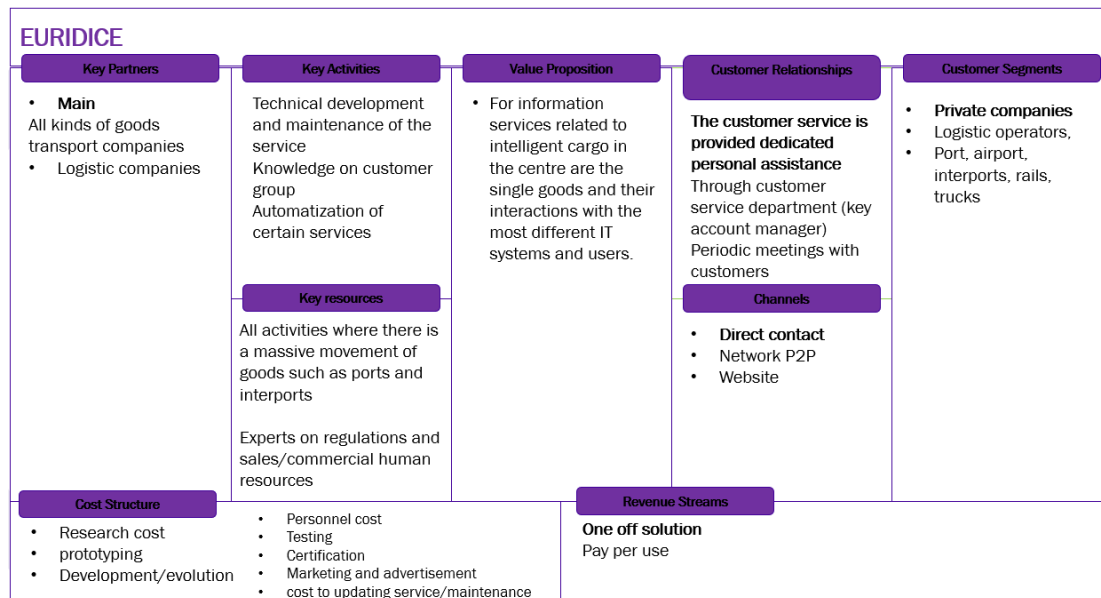 EURIDICE
Key Partners
• Main
All kinds of goods
transport companies
• Logistic companies
Key Activities
Technical development
and maintenance of the
service
Knowledge on customer
group
Automatization of
certain services
Key resources
All activities where there is
a massive movement of
goods such as ports and
interports
Experts on regulations and
sales/commercial human
resources
Value Proposition
• For information
services related to
intelligent cargo in
the centre are the
single goods and their
interactions with the
most different IT
systems and users.
Customer Relationships
The customer service is
provided dedicated
personal assistance
Through customer
service department (key
account manager)
Periodic meetings with
customers
Channels
• Direct contact
• Network P2P
• Website
Customer Segments
• Private companies
• Logistic operators,
• Port, airport,
interports, rails,
trucks
Cost Structure
• Research cost
• prototyping
• Development/evolution
• Personnel cost
• Testing
• Certification
• Marketing and advertisement
• cost to updating service/maintenance
Revenue Streams
One off solution
Pay per use